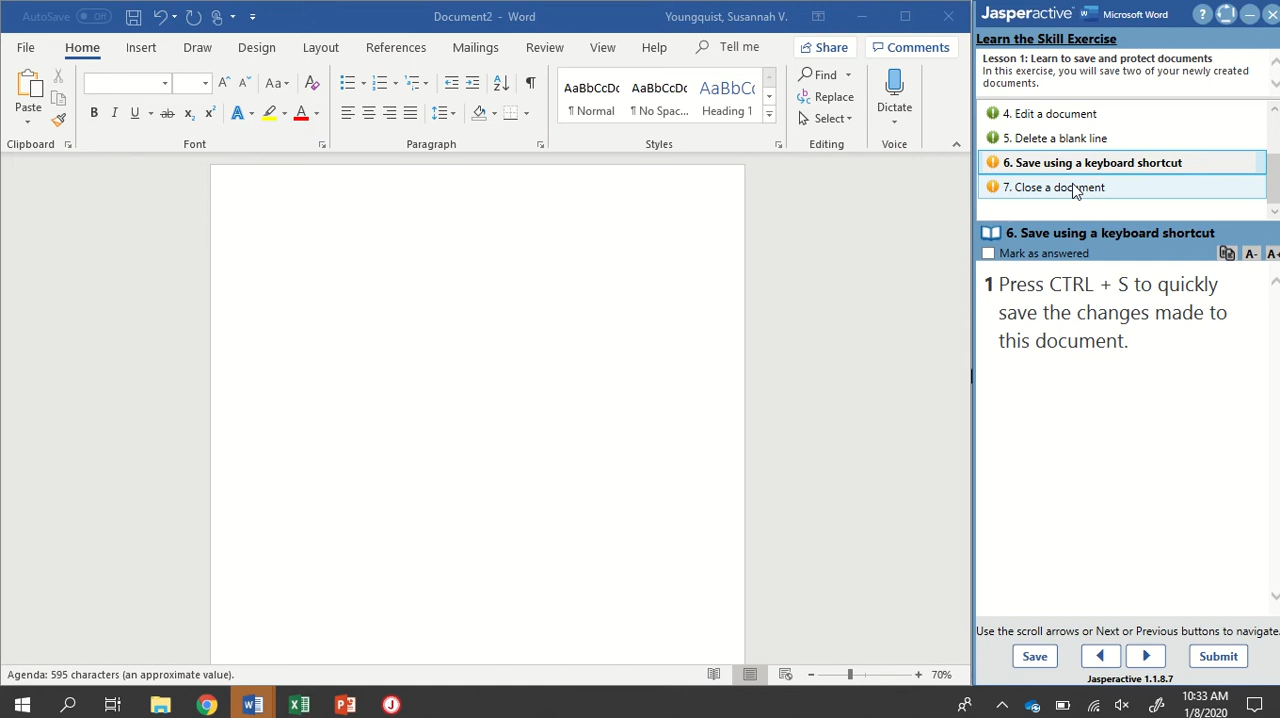 AutoSave Off
Document2 - Word
Youngquist, Susannah V.
File Home Insert Draw Design Layout References Mailings Review View Help Tell me Share Comments
Paste
Clipboard
Aa
B I U ab x₂ x² A A
Font
Paragraph
AaBbCcDc AaBbCcDc AaBbCc
¶ Normal ¶ No Spac... Heading 1
Styles
Find
Replace
Select
Editing
Dictate
Voice
Agenda: 595 characters (an approximate value).
70%
Jasperactive Microsoft Word
Learn the Skill Exercise
Lesson 1: Learn to save and protect documents
In this exercise, you will save two of your newly created
documents.
4. Edit a document
5. Delete a blank line
6. Save using a keyboard shortcut
7. Close a document
6. Save using a keyboard shortcut
Mark as answered
A- A+
1 Press CTRL + S to quickly
save the changes made to
this document.
Use the scroll arrows or Next or Previous buttons to navigate.
Save
Submit
Jasperactive 1.1.8.7
10:33 AM
1/8/2020